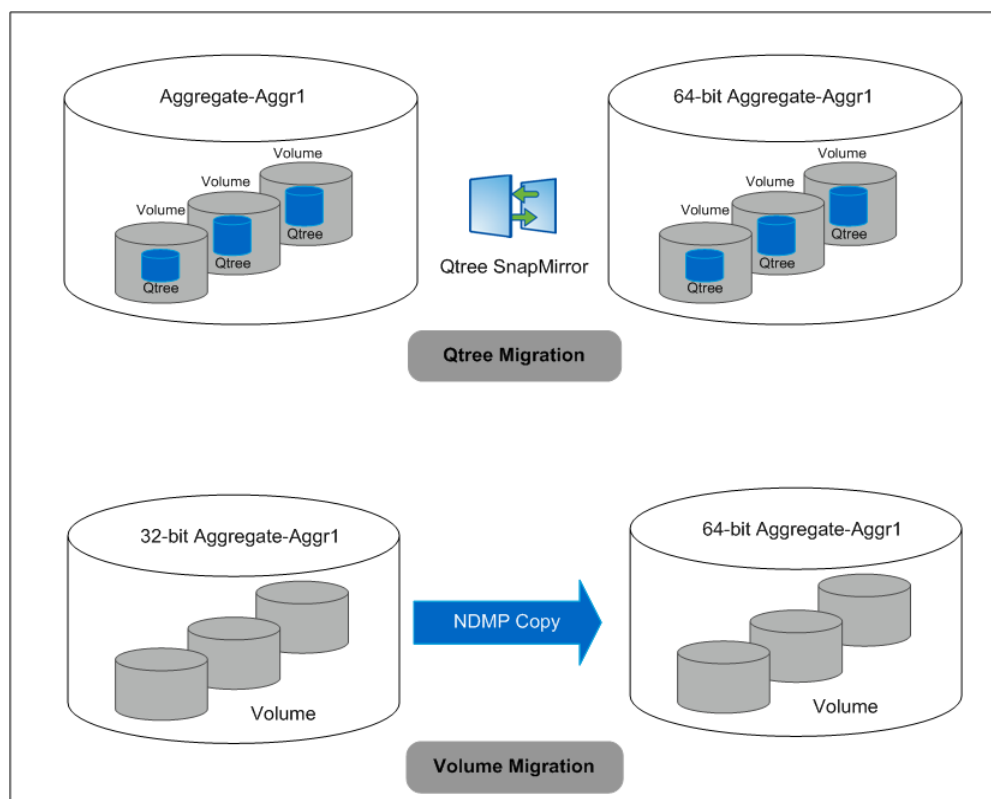 Aggregate-Aggr1
64-bit Aggregate-Aggr1
Volume
Volume
Volume
Qtree
Qtree
Qtree
Qtree SnapMirror
Volume
Volume
Volume
Qtree
Qtree
Qtree
Qtree Migration
32-bit Aggregate-Aggr1
64-bit Aggregate-Aggr1
NDMP Copy
Volume
Volume
Volume Migration